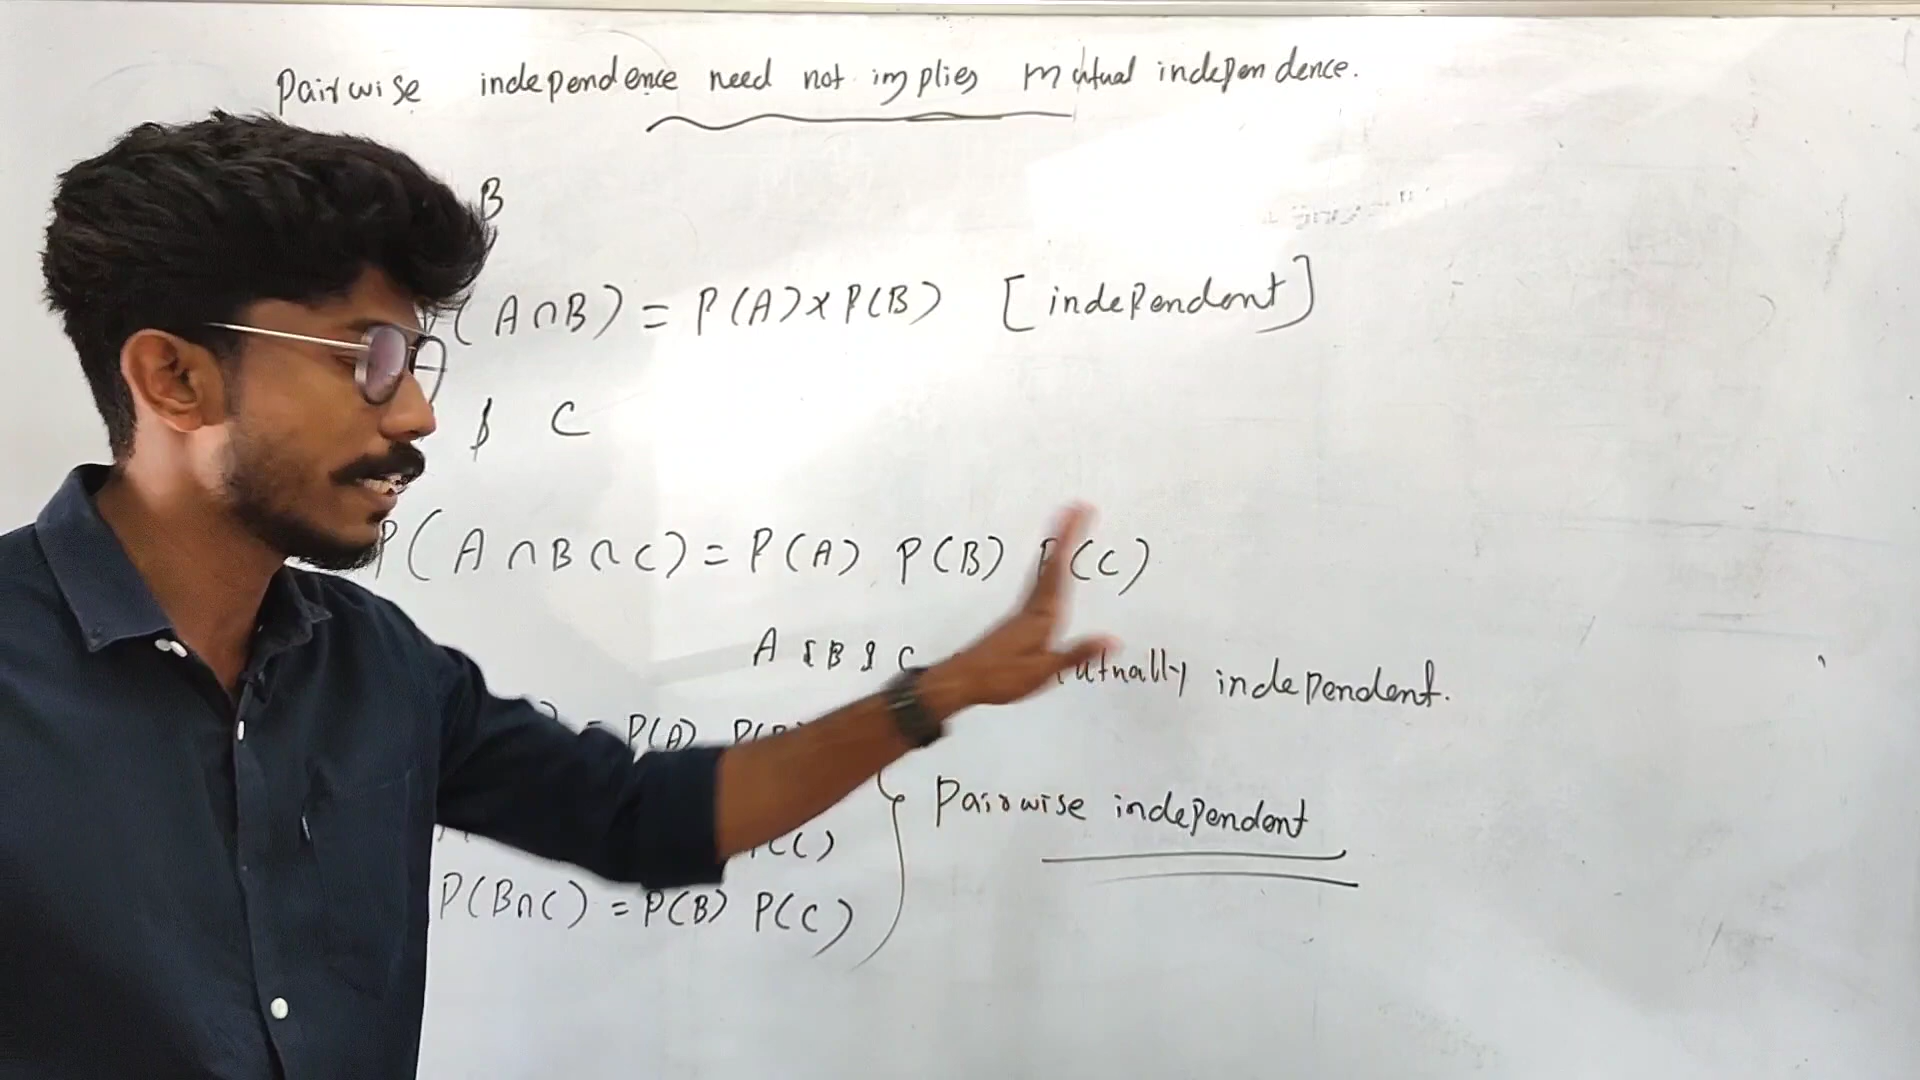 Pairwise independence need not implies mutual independence.
B
(A∩B) = P(A)×P(B) [independent]
& C
P(A∩B∩C) = P(A) P(B) P(C)
A & B & C independent.
= P(A)
Pairwise independent
(C)
P(B∩C) = P(B) P(C)